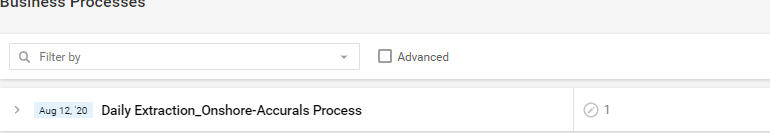 Business Processes
Filter by
Advanced
Aug 12, '20 Daily Extraction_Onshore-Accurals Process 1